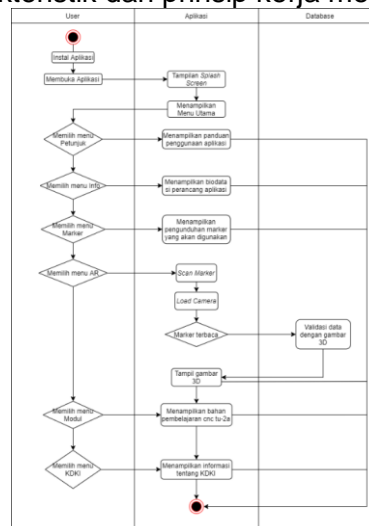 kteristik dan prinsip kerja me
User
Aplikasi
Database
Instal Aplikasi
Membuka Aplikasi
Tampilan Splash
Screen
Menampilkan
Menu Utama
Memilih menu
Petunjuk
Menampilkan panduan
penggunaan aplikasi
Memilih menu Info
Menampilkan biodata
si perancang aplikasi
Memilih menu
Marker
Menampilkan
pengunduhan markar
yang akan digunakan
Memilih menu AR
Scan Marker
Load Camera
Marker terbaca
Validasi data
dengan gambar
3D
Tampil gambar
3D
Memilih menu
Modul
Menampilkan bahan
pembelajaran cnc tu-2a
Memilih menu
KDKI
Menampilkan informasi
tentang KDKI